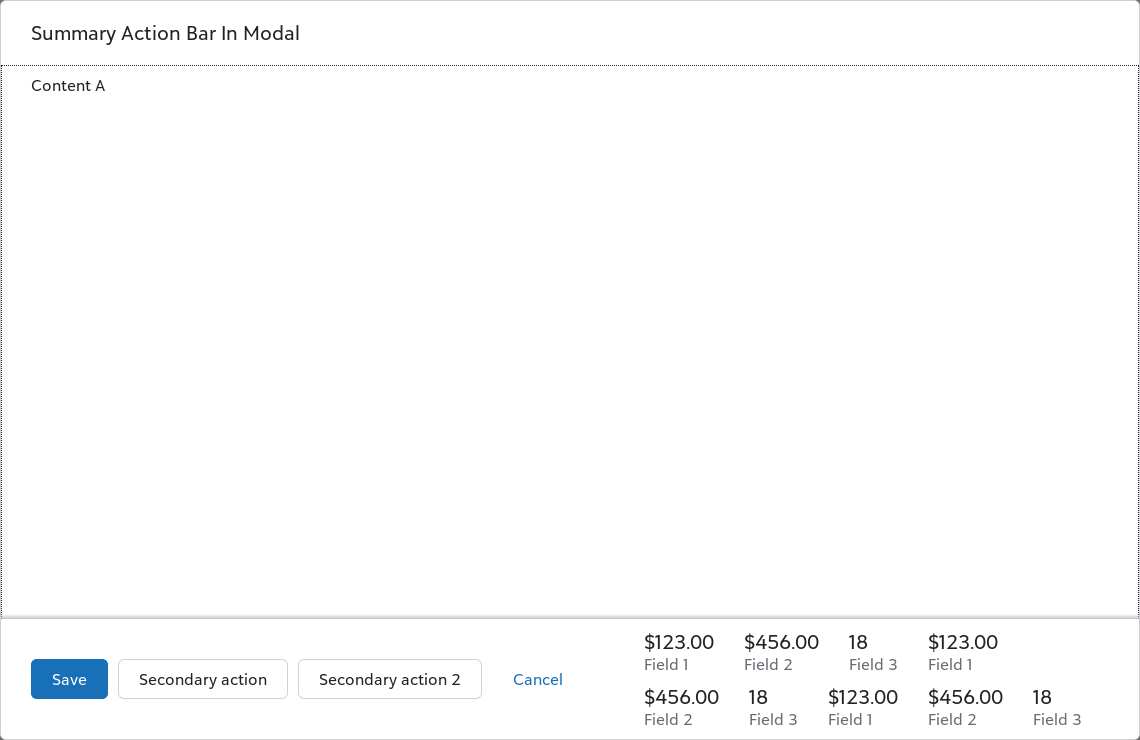 Summary Action Bar In Modal
Content A
Save Secondary action Secondary action 2 Cancel
$123.00 $456.00 18 $123.00
Field 1 Field 2 Field 3 Field 1
$456.00 18 $123.00 $456.00 18
Field 2 Field 3 Field 1 Field 2 Field 3